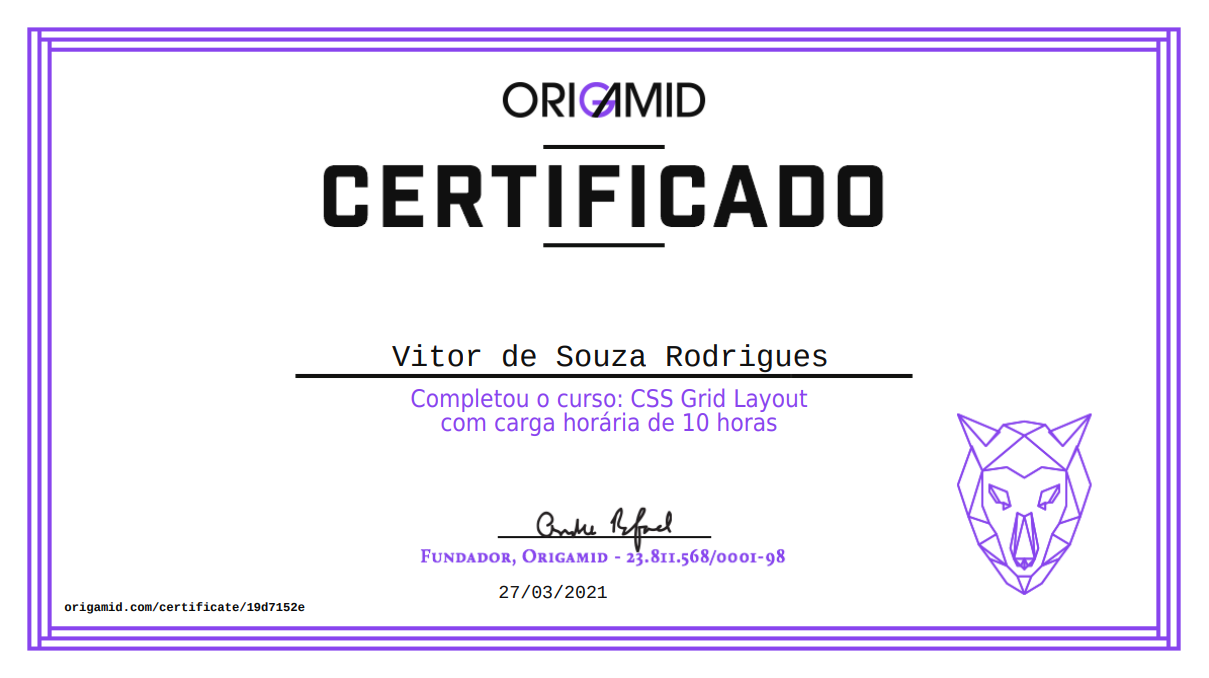 ORIGAMID
CERTIFICADO
Vitor de Souza Rodrigues
Completou o curso: CSS Grid Layout
com carga horária de 10 horas
Andre Rafael
Fundador, Origamid - 23.811.568/0001-98
27/03/2021
origamid.com/certificate/19d7152e